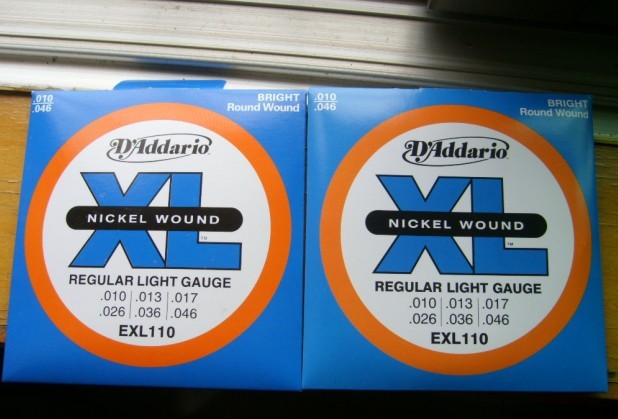 .010
.046
BRIGHT
Round Wound
D'Addario
XL
NICKEL WOUND
TM
REGULAR LIGHT GAUGE
.010 .013 .017
.026 .036 .046
EXL110
.010
.046
BRIGHT
Round Wound
D'Addario
XL
NICKEL WOUND
TM
REGULAR LIGHT GAUGE
.010 .013 .017
.026 .036 .046
EXL110